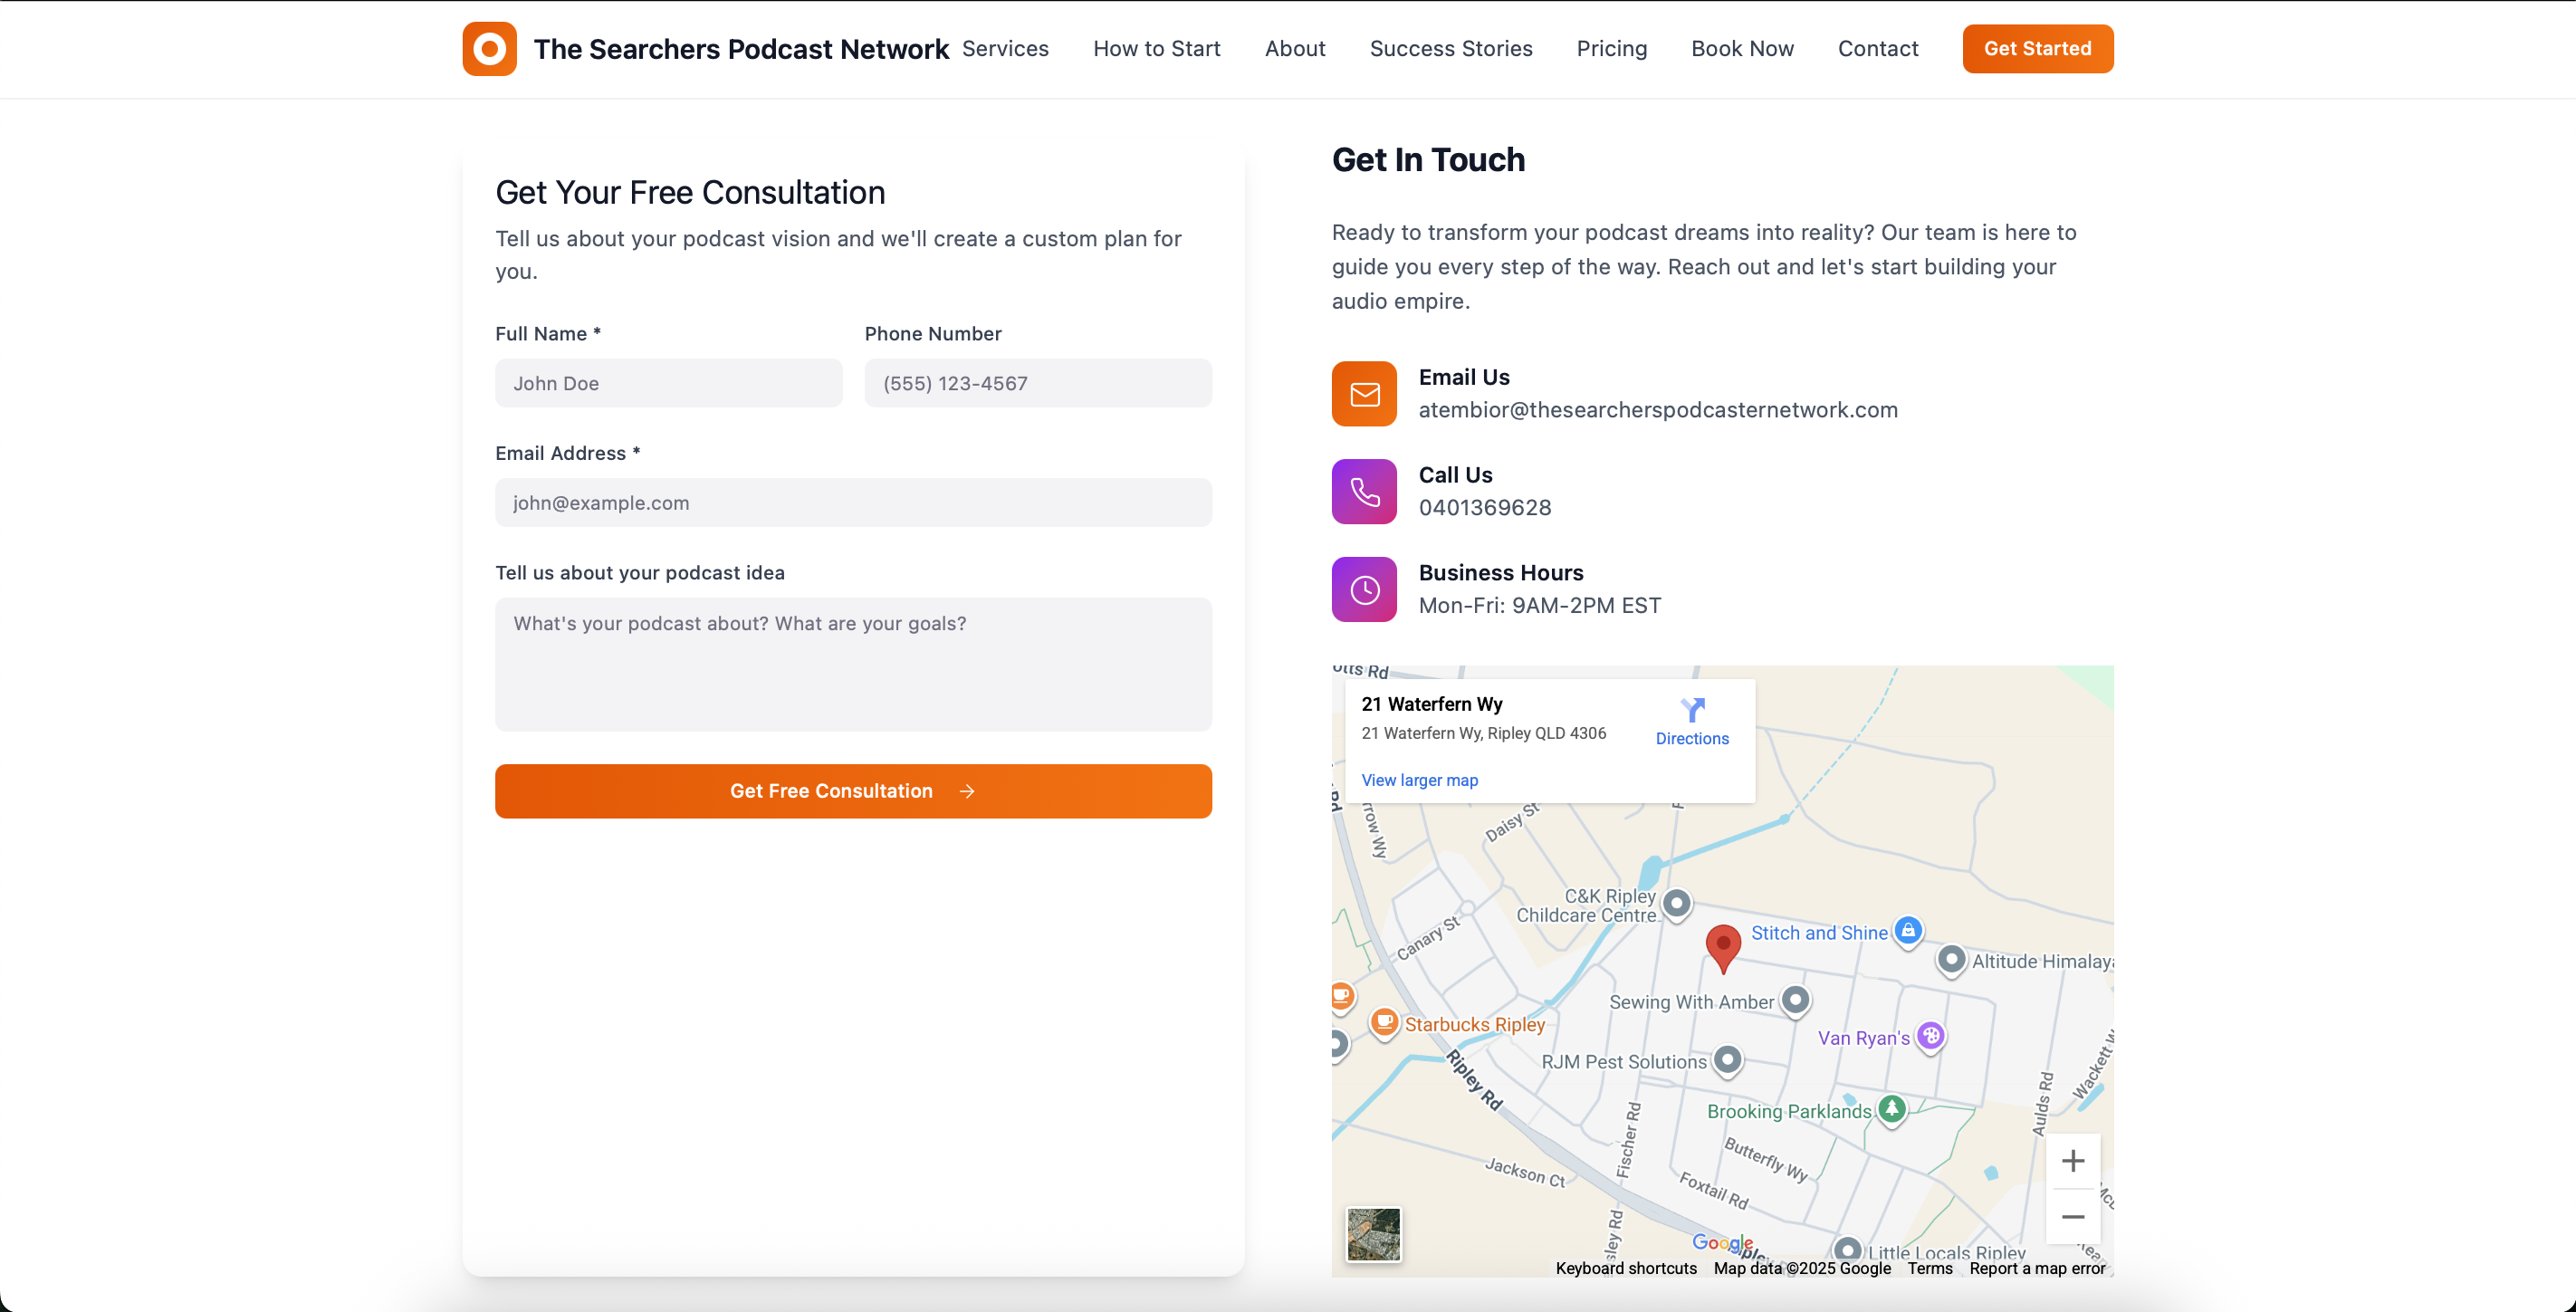 The Searchers Podcast Network
Services
How to Start
About
Success Stories
Pricing
Book Now
Contact
Get Started
Get Your Free Consultation
Tell us about your podcast vision and we'll create a custom plan for
you.
Full Name *
Phone Number
John Doe
(555) 123-4567
Email Address *
john@example.com
Tell us about your podcast idea
What's your podcast about? What are your goals?
Get Free Consultation
Get In Touch
Ready to transform your podcast dreams into reality? Our team is here to
guide you every step of the way. Reach out and let's start building your
audio empire.
Email Us
atembior@thesearcherspodcasternetwork.com
Call Us
0401369628
Business Hours
Mon-Fri: 9AM-2PM EST
21 Waterfern Wy
21 Waterfern Wy, Ripley QLD 4306
Directions
View larger map
Daisy St
C&K Ripley
Childcare Centre
Canary St
Stitch and Shine
Altitude Himalaya
Sewing With Amber
Starbucks Ripley
Van Ryan's
RJM Pest Solutions
Ripley Rd
Brooking Parklands
Fischer Rd
Aulds Rd
Wackett W
Butterfly Wy
Jackson Ct
Foxtail Rd
Google
Little Locals Ripley
Keyboard shortcuts
Map data ©2025 Google
Terms
Report a map error